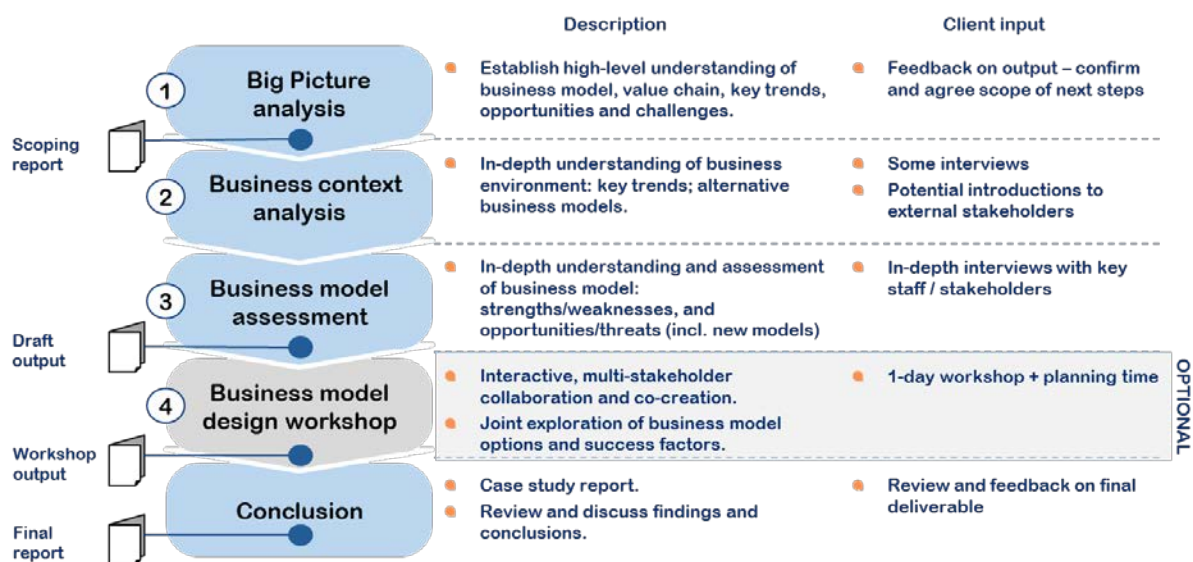 Description
Client input
1
Big Picture
analysis
Establish high-level understanding of
business model, value chain, key trends,
opportunities and challenges.
Feedback on output – confirm
and agree scope of next steps
Scoping
report
2
Business context
analysis
In-depth understanding of business
environment: key trends; alternative
business models.
Some interviews
Potential introductions to
external stakeholders
3
Business model
assessment
In-depth understanding and assessment
of business model:
strengths/weaknesses, and
opportunities/threats (incl. new models)
In-depth interviews with key
staff / stakeholders
Draft
output
4
Business model
design workshop
Interactive, multi-stakeholder
collaboration and co-creation.
Joint exploration of business model
options and success factors.
1-day workshop + planning time
OPTIONAL
Workshop
output
Conclusion
Case study report.
Review and discuss findings and
conclusions.
Review and feedback on final
deliverable
Final
report